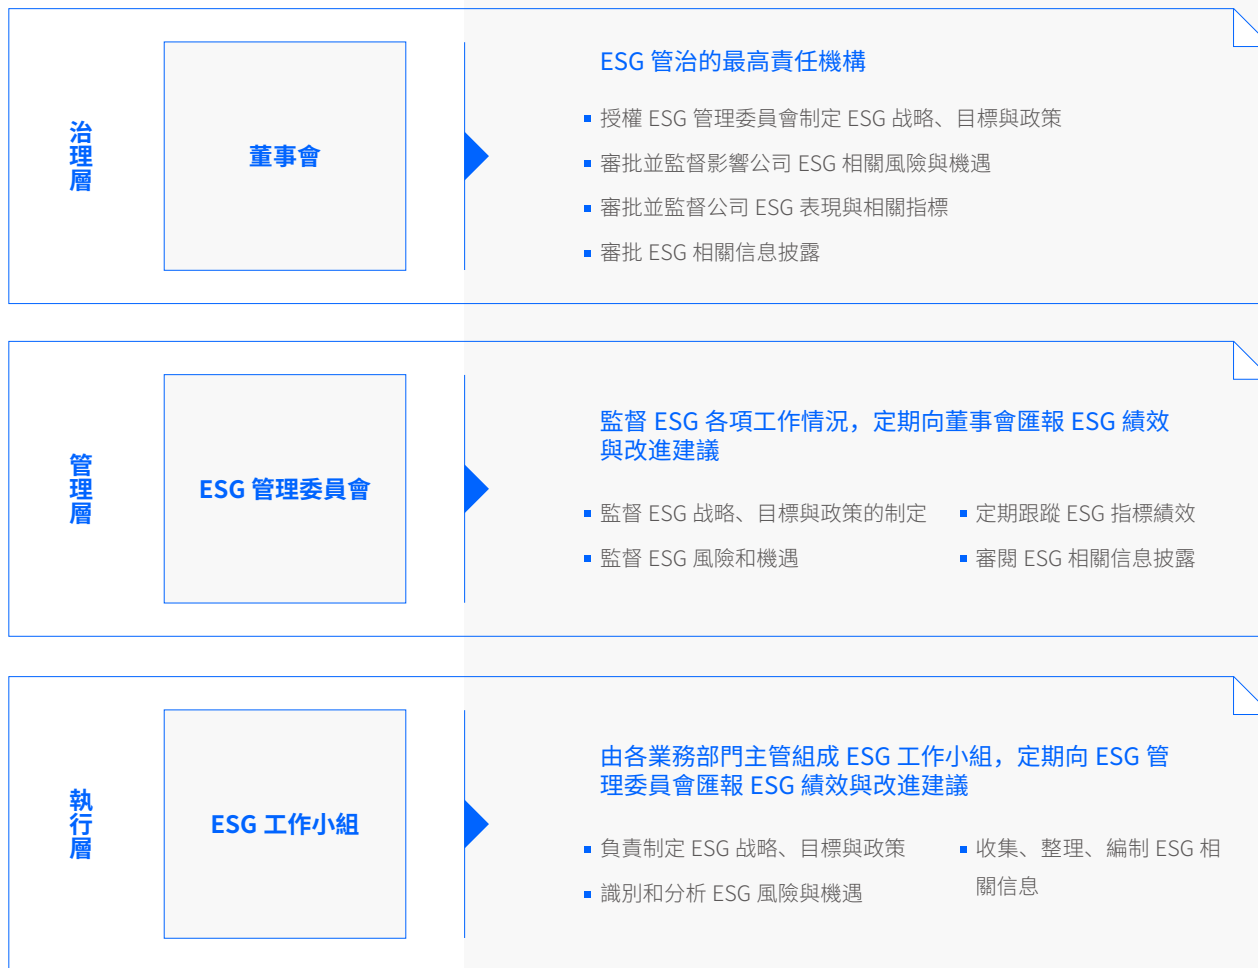 治理層
董事會
ESG 管治的最高責任機構
授權 ESG 管理委員會制定 ESG 战略、目標與政策
審批並監督影響公司 ESG 相關風險與機遇
審批並監督公司 ESG 表現與相關指標
審批 ESG 相關信息披露
管理層
ESG 管理委員會
監督 ESG 各項工作情況，定期向董事會匯報 ESG 績效
與改進建議
監督 ESG 战略、目標與政策的制定
監督 ESG 風險和機遇
定期跟蹤 ESG 指標績效
審閱 ESG 相關信息披露
執行層
ESG 工作小組
由各業務部門主管組成 ESG 工作小組，定期向 ESG 管
理委員會匯報 ESG 績效與改進建議
負責制定 ESG 战略、目標與政策
識別和分析 ESG 風險與機遇
收集、整理、編制 ESG 相
關信息